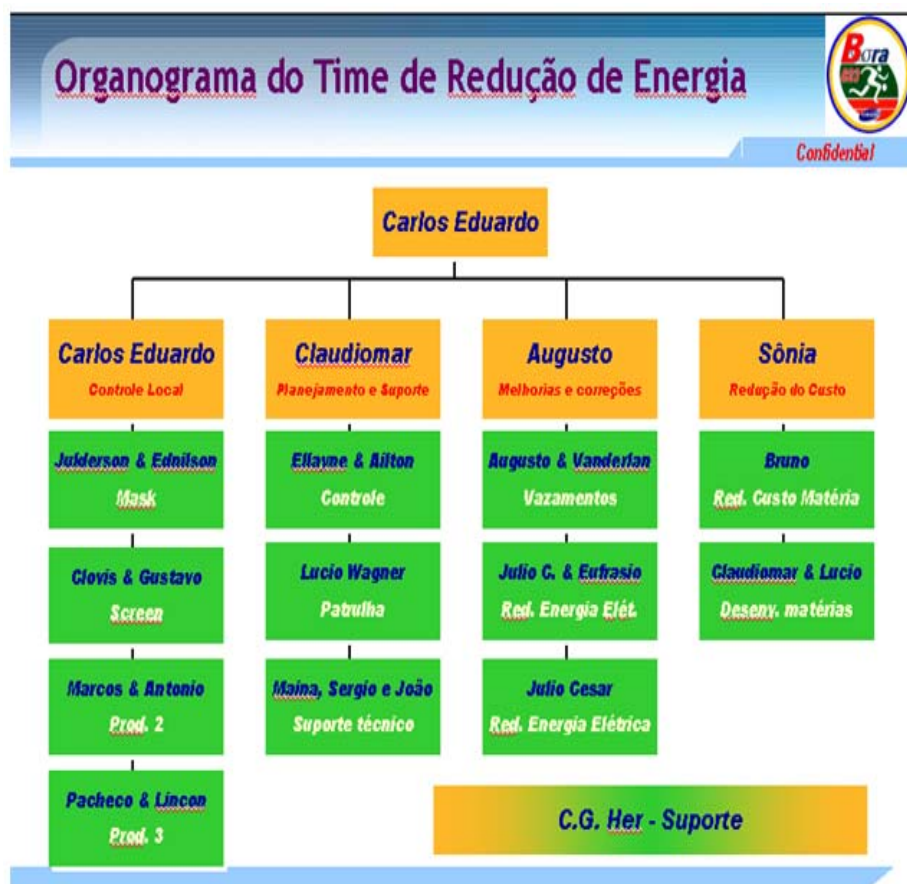 Organograma do Time de Redução de Energia
Bora
Confidential
Carlos Eduardo
Carlos Eduardo
Controle Local
Claudiomar
Planejamento e Suporte
Augusto
Melhorias e correções
Sônia
Redução do Custo
Julderson & Ednilson
Mask
Ellayne & Ailton
Controle
Augusto & Vanderlan
Vazamentos
Bruno
Red. Custo Matéria
Clovis & Gustavo
Screen
Lucio Wagner
Patrulha
Julio C. & Eufrasio
Red. Energia Elét.
Claudiomar & Lucio
Desenv. matérias
Marcos & Antonio
Prod. 2
Maina, Sergio e João
Suporte técnico
Julio Cesar
Red. Energia Elétrica
Pacheco & Lincon
Prod. 3
C.G. Her - Suporte